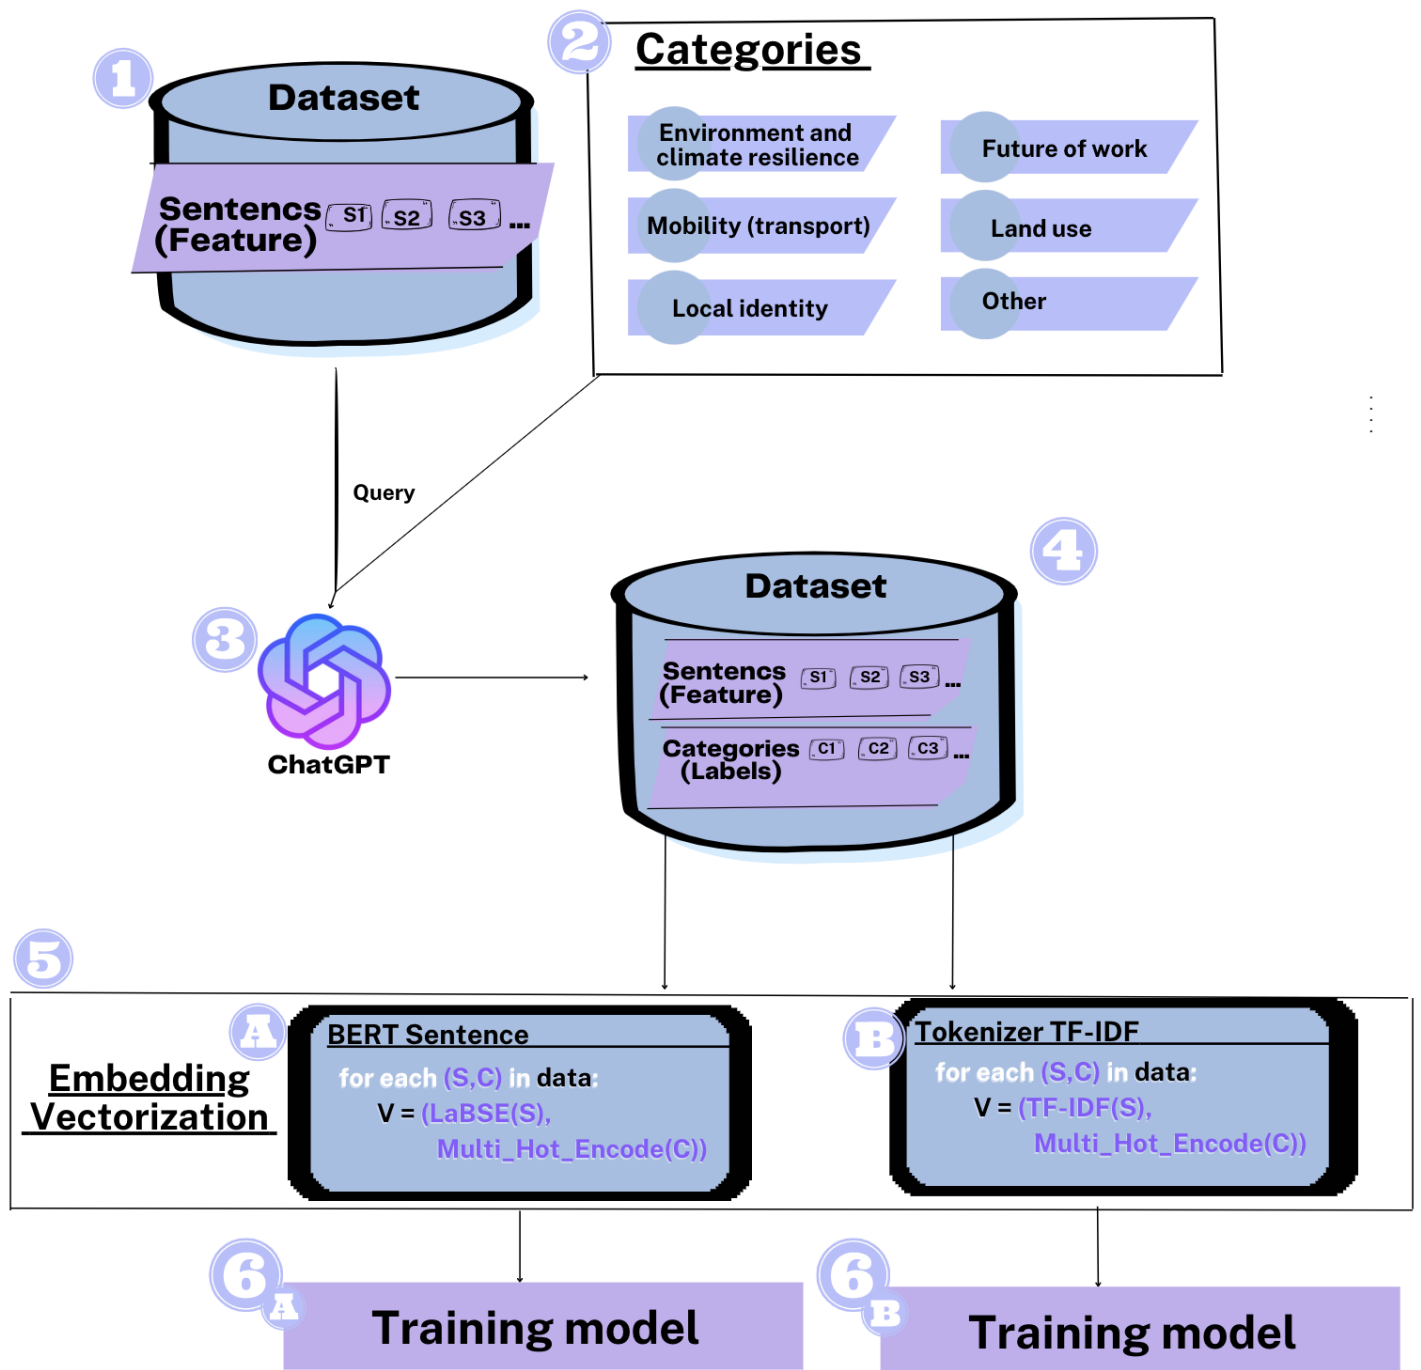 1
Dataset
Sentencs
(Feature)
S1 S2 S3 ...
2
Categories
Environment and
climate resilience
Mobility (transport)
Local identity
Future of work
Land use
Other
Query
3
ChatGPT
4
Dataset
Sentencs
(Feature)
S1 S2 S3 ...
Categories
(Labels)
C1 C2 C3 ...
5
Embedding
Vectorization
A
BERT Sentence
for each (S,C) in data:
V = (LaBSE(S),
Multi_Hot_Encode(C))
B
Tokenizer TF-IDF
for each (S,C) in data:
V = (TF-IDF(S),
Multi_Hot_Encode(C))
6
A
Training model
6
B
Training model